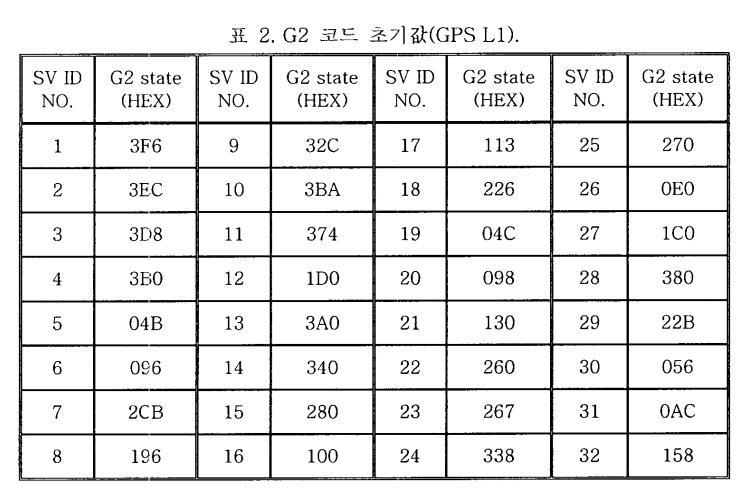 표 2. G2 코드 초기값(GPS L1).
SV ID NO. G2 state (HEX) SV ID NO. G2 state (HEX) SV ID NO. G2 state (HEX) SV ID NO. G2 state (HEX)
1 3F6 9 32C 17 113 25 270
2 3EC 10 3BA 18 226 26 0E0
3 3D8 11 374 19 04C 27 1C0
4 3B0 12 1D0 20 098 28 380
5 04B 13 3A0 21 130 29 22B
6 096 14 340 22 260 30 056
7 2CB 15 280 23 267 31 0AC
8 196 16 100 24 338 32 158